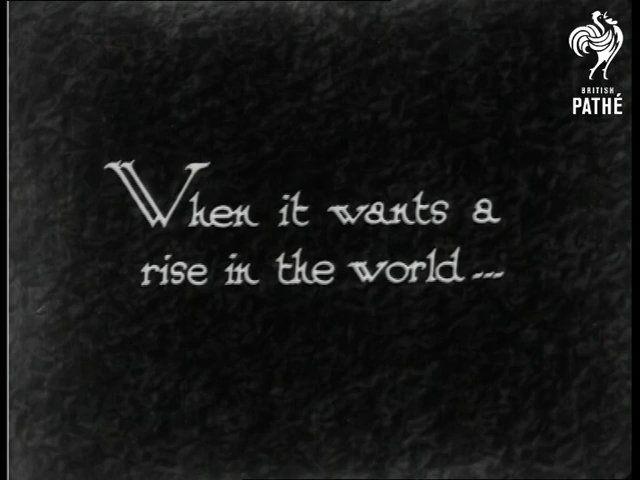 BRITISH
PATHÉ
When it wants a
rise in the world---